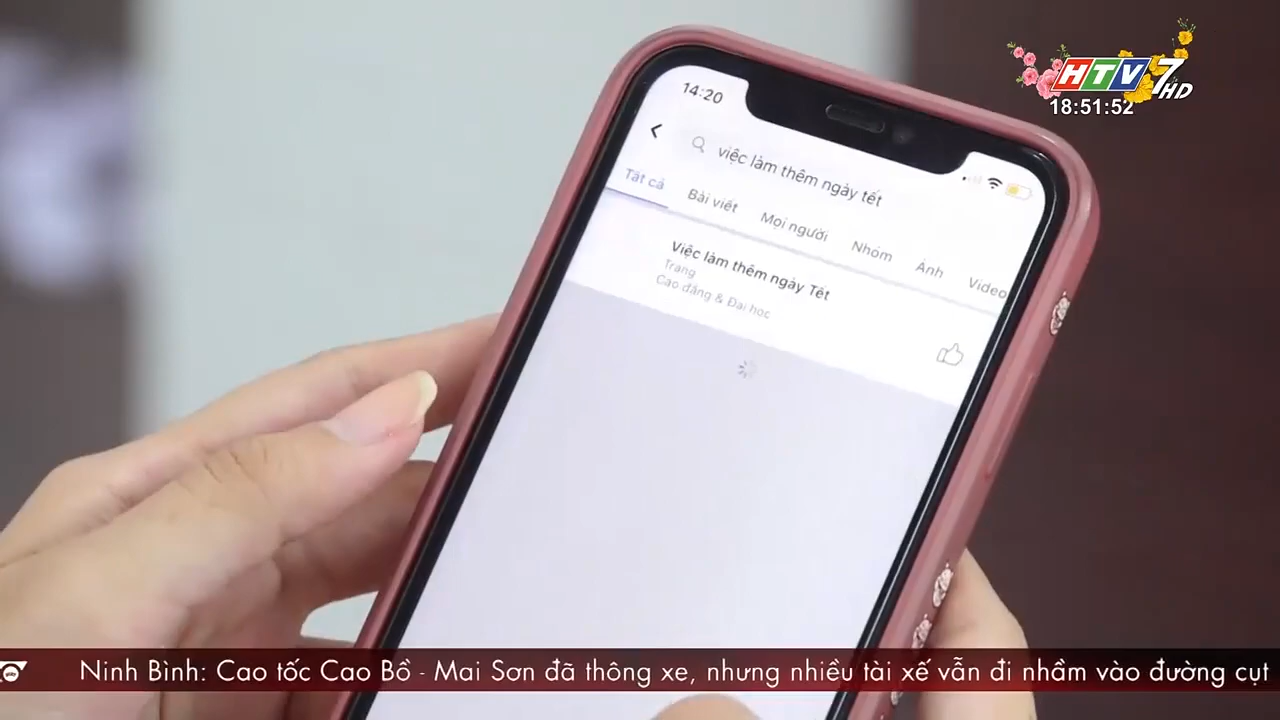 HTV7 HD
18:51:52
14:20
việc làm thêm ngày tết
Tất cả Bài viết Mọi người Nhóm Ảnh Video
Việc làm thêm ngày Tết
Trang
Cao đẳng & Đại học
Ninh Bình: Cao tốc Cao Bồ - Mai Sơn đã thông xe, nhưng nhiều tài xế vẫn đi nhầm vào đường cụt